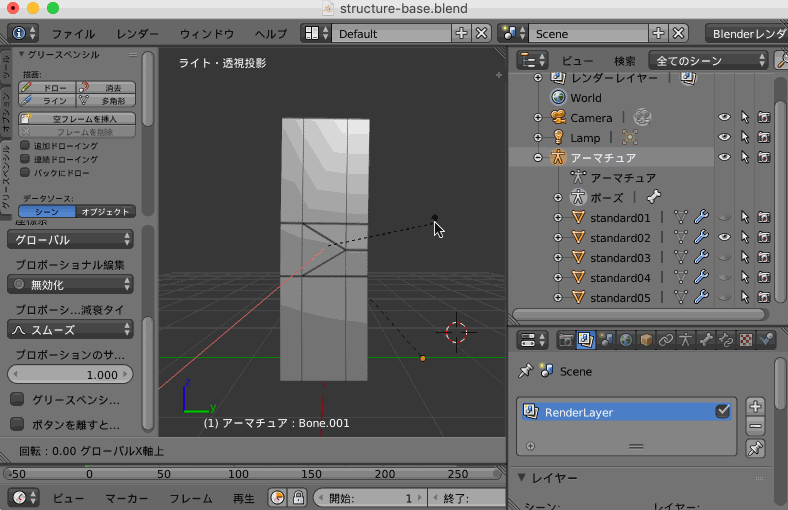 structure-base.blend
ファイル レンダー ウィンドウ ヘルプ Default Scene Blenderレンダ
ツール
オプション
グリースペンシル
グリースペンシル
描画:
ドロー 消去
ライン 多角形
空フレームを挿入
フレームを削除
追加ドローイング
連続ドローイング
バックにドロー
データソース:
シーン オブジェクト
グローバル
プロポーショナル編集
無効化
プロポーシ...減衰タイ
スムーズ
プロポーションのサ...
1.000
グリースペンシ...
ボタンを離すと...
ライト・透視投影
(1) アーマチュア : Bone.001
z
y
回転 : 0.00 グローバルX軸上
-50 0 50 100 150 200 250
ビュー マーカー フレーム 再生 開始: 1 終了:
ビュー 検索 全てのシーン
レンダーレイヤー
World
Camera
Lamp
アーマチュア
アーマチュア
ポーズ
standard01
standard02
standard03
standard04
standard05
Scene
RenderLayer
レイヤー
シーン: レイヤー: